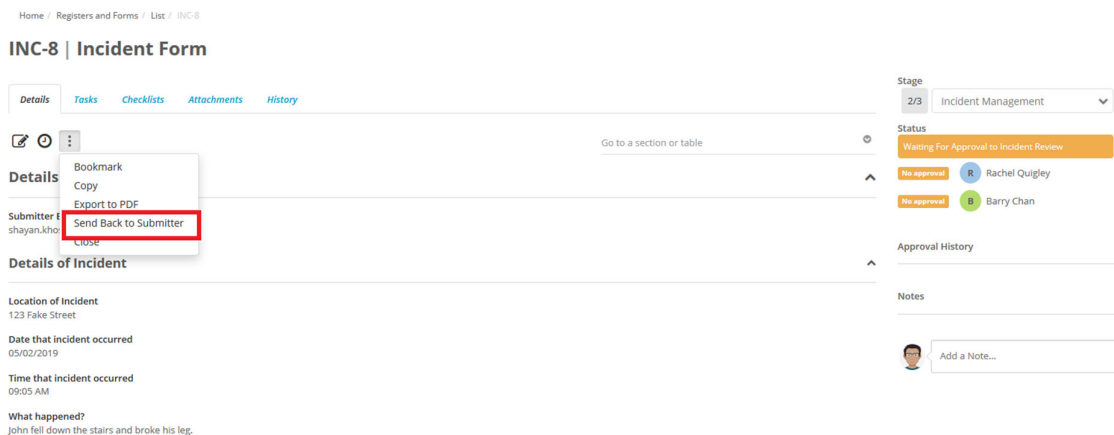 Home / Registers and Forms / List / INC-8
INC-8 | Incident Form
Details Tasks Checklists Attachments History
Go to a section or table
Bookmark
Copy
Export to PDF
Send Back to Submitter
Close
Details
Submitter
shayan.kho
Details of Incident
Location of Incident
123 Fake Street
Date that incident occurred
05/02/2019
Time that incident occurred
09:05 AM
What happened?
John fell down the stairs and broke his leg.
Stage
2/3 Incident Management
Status
Waiting For Approval to Incident Review
No approval R Rachel Quigley
No approval B Barry Chan
Approval History
Notes
Add a Note...